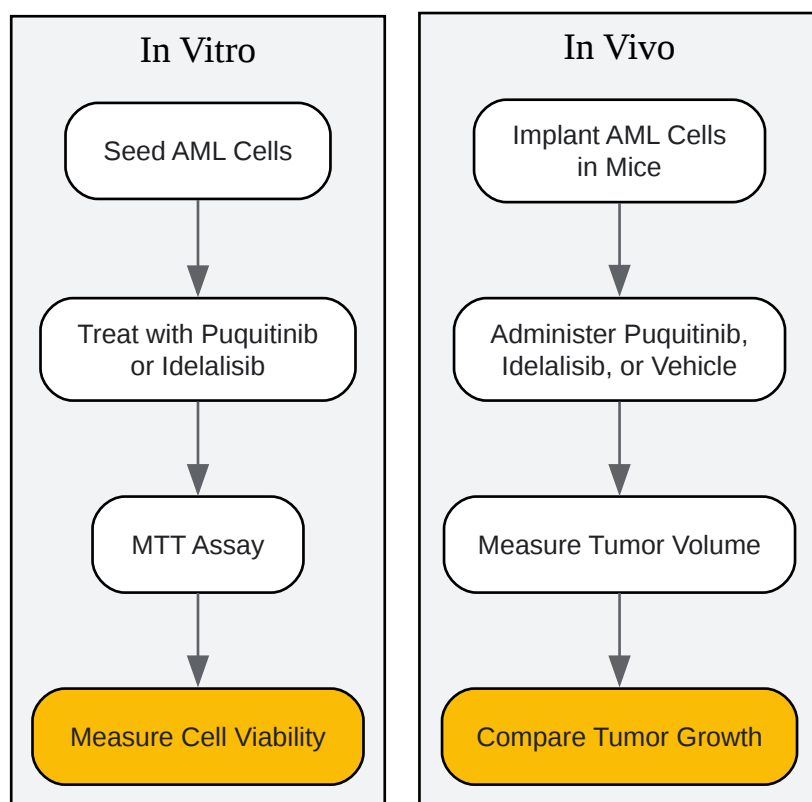 In Vitro
Seed AML Cells
Treat with Puquitinib
or Idelalisib
MTT Assay
Measure Cell Viability
In Vivo
Implant AML Cells
in Mice
Administer Puquitinib,
Idelalisib, or Vehicle
Measure Tumor Volume
Compare Tumor Growth